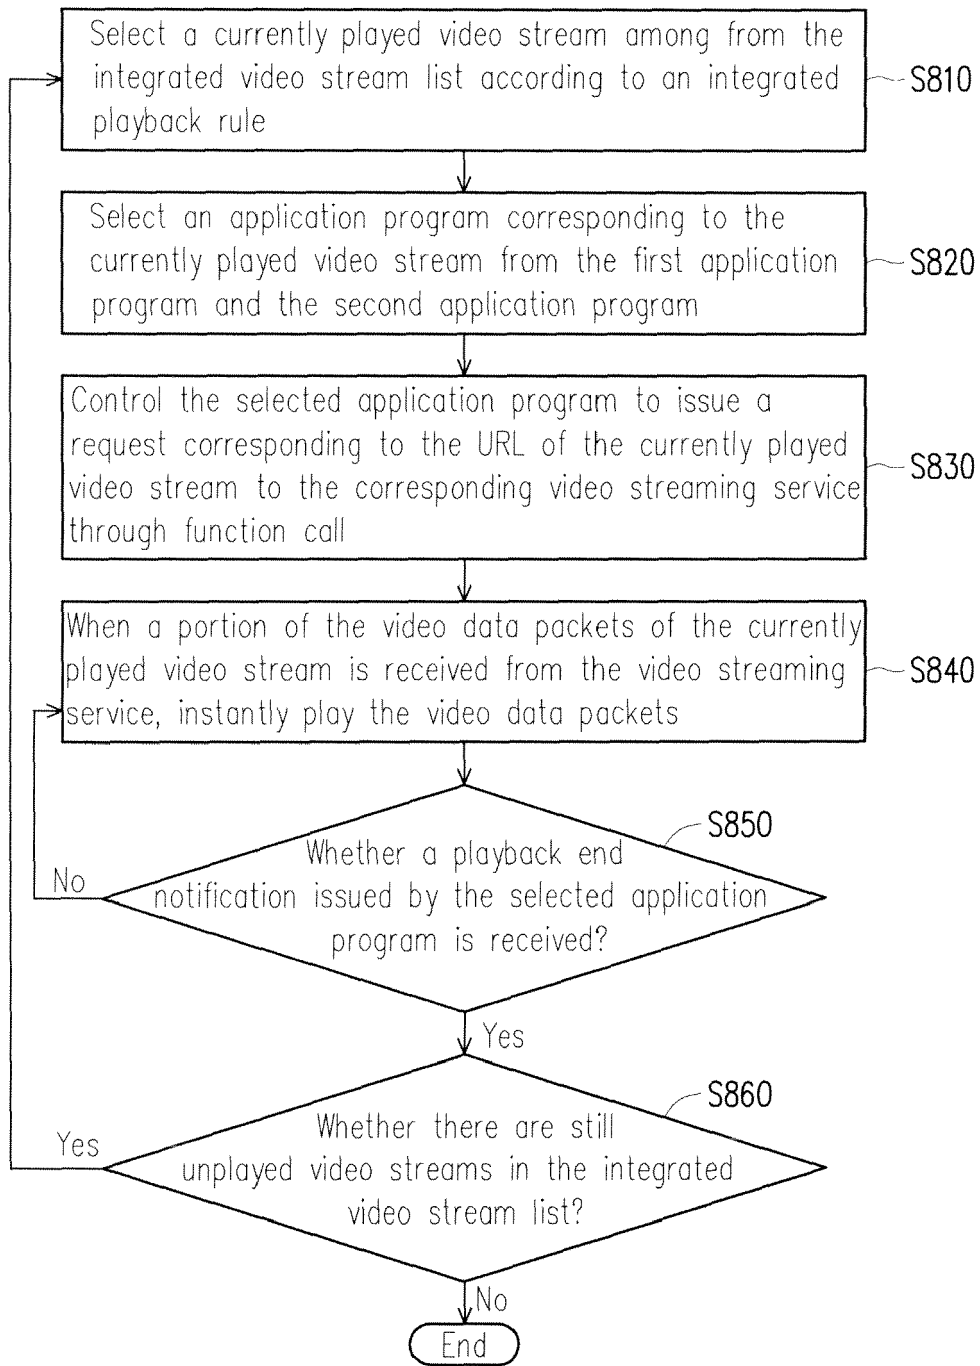 Select a currently played video stream among from the
integrated video stream list according to an integrated
playback rule
S810
Select an application program corresponding to the
currently played video stream from the first application
program and the second application program
S820
Control the selected application program to issue a
request corresponding to the URL of the currently played
video stream to the corresponding video streaming service
through function call
S830
When a portion of the video data packets of the currently
played video stream is received from the video streaming
service, instantly play the video data packets
S840
S850
Whether a playback end
notification issued by the selected application
program is received?
No
Yes
S860
Whether there are still
unplayed video streams in the integrated
video stream list?
Yes
No
End